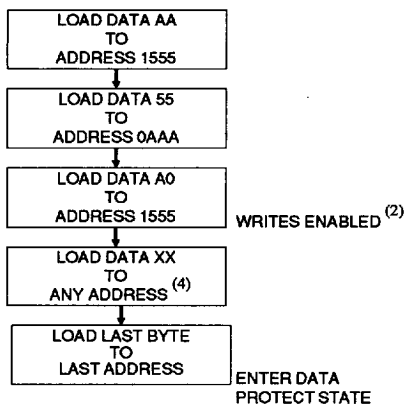 LOAD DATA AA
TO
ADDRESS 1555
LOAD DATA 55
TO
ADDRESS 0AAA
LOAD DATA A0
TO
ADDRESS 1555
WRITES ENABLED (2)
LOAD DATA XX
TO
ANY ADDRESS (4)
LOAD LAST BYTE
TO
LAST ADDRESS
ENTER DATA
PROTECT STATE